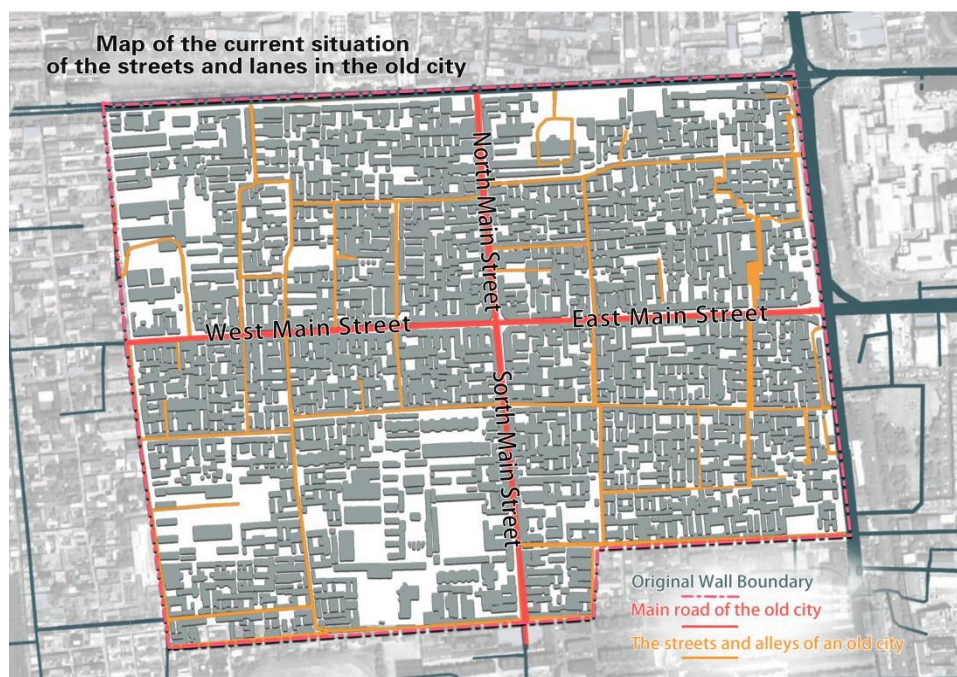 Map of the current situation
of the streets and lanes in the old city
North Main Street
West Main Street
East Main Street
Sorth Main Street
Original Wall Boundary
Main road of the old city
The streets and alleys of an old city